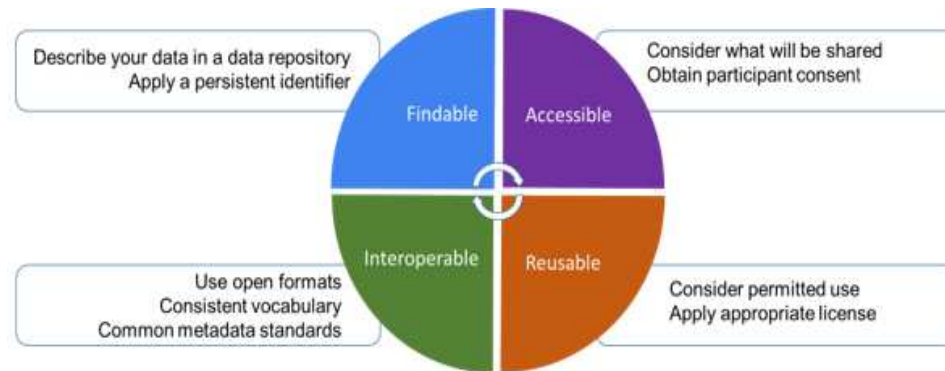 Describe your data in a data repository
Apply a persistent identifier
Findable
Accessible
Consider what will be shared
Obtain participant consent
Use open formats
Consistent vocabulary
Common metadata standards
Interoperable
Reusable
Consider permitted use
Apply appropriate license